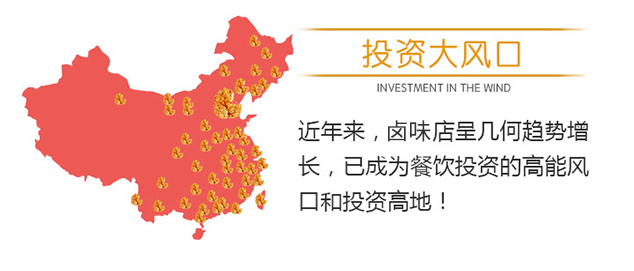 投资大风口
INVESTMENT IN THE WIND
近年来，卤味店呈几何趋势增
长，已成为餐饮投资的高能风
口和投资高地！